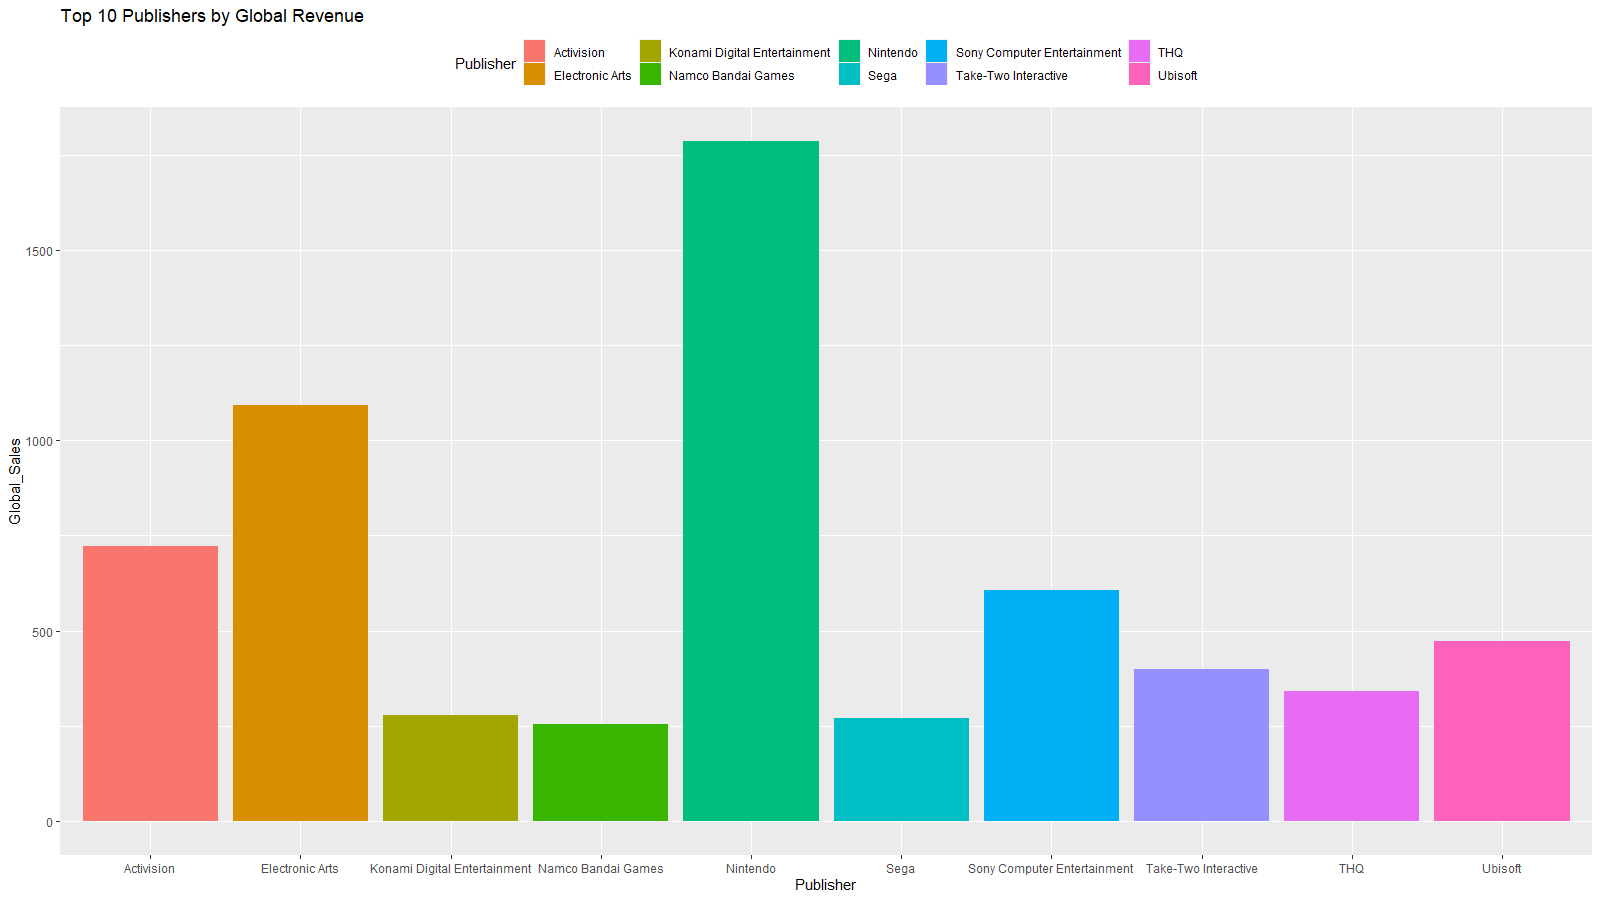 Top 10 Publishers by Global Revenue
Publisher
Activision
Konami Digital Entertainment
Nintendo
Sony Computer Entertainment
THQ
Electronic Arts
Namco Bandai Games
Sega
Take-Two Interactive
Ubisoft
Global_Sales
1500
1000
500
0
Activision
Electronic Arts
Konami Digital Entertainment
Namco Bandai Games
Nintendo
Sega
Sony Computer Entertainment
Take-Two Interactive
THQ
Ubisoft
Publisher